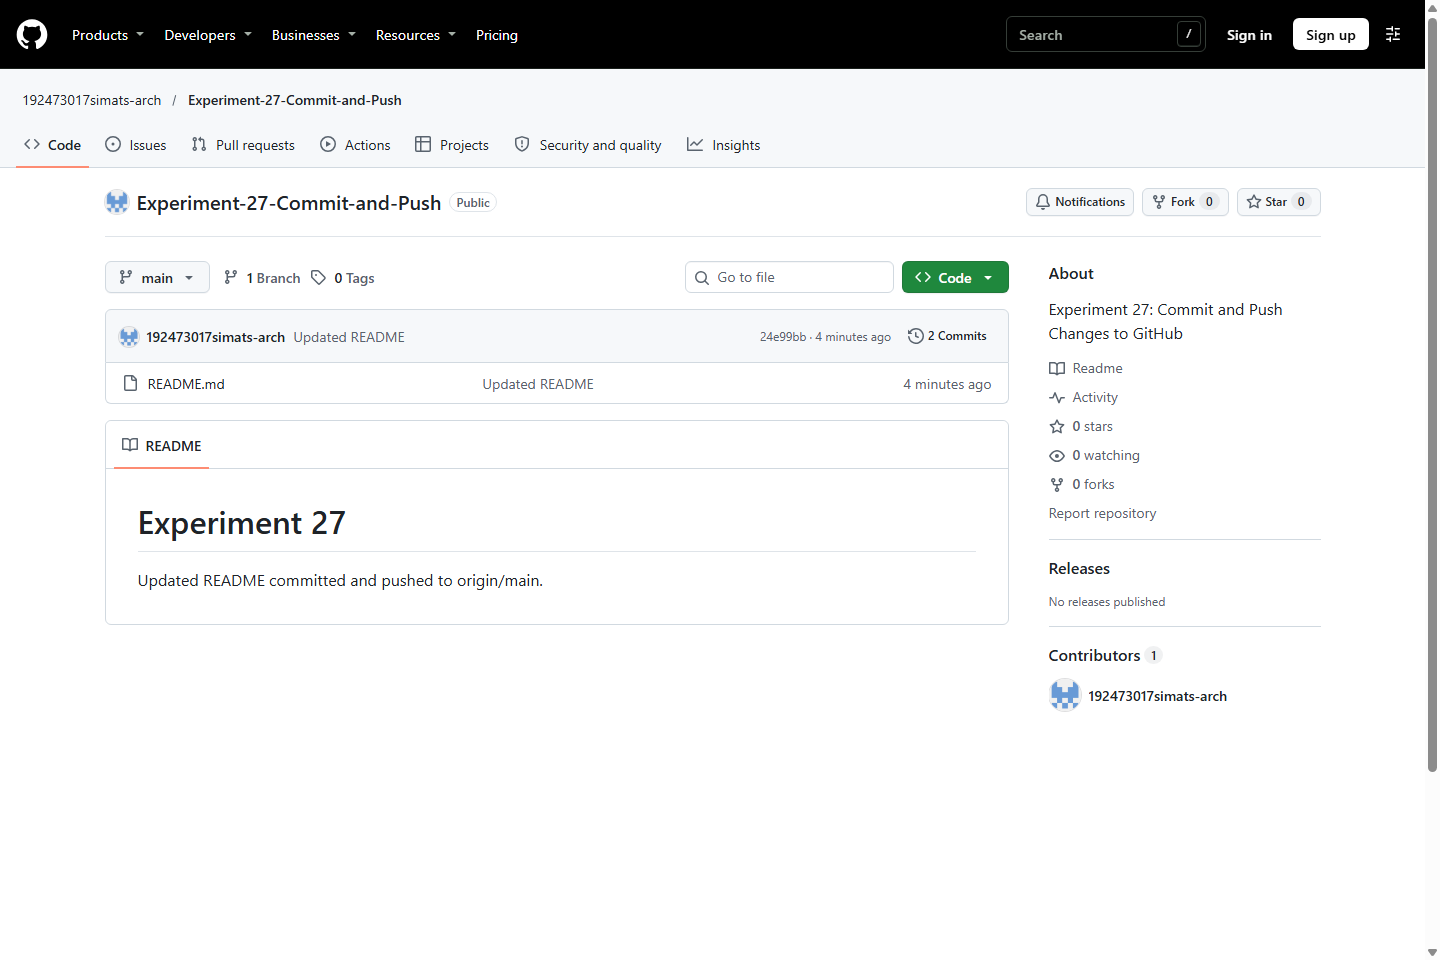 Products Developers Businesses Resources Pricing Search / Sign in Sign up
192473017simats-arch / Experiment-27-Commit-and-Push
Code Issues Pull requests Actions Projects Security and quality Insights
Experiment-27-Commit-and-Push Public Notifications Fork 0 Star 0
main 1 Branch 0 Tags Go to file Code
192473017simats-arch Updated README 24e99bb · 4 minutes ago 2 Commits
README.md Updated README 4 minutes ago
README
Experiment 27
Updated README committed and pushed to origin/main.
About
Experiment 27: Commit and Push
Changes to GitHub
Readme
Activity
0 stars
0 watching
0 forks
Report repository
Releases
No releases published
Contributors 1
192473017simats-arch